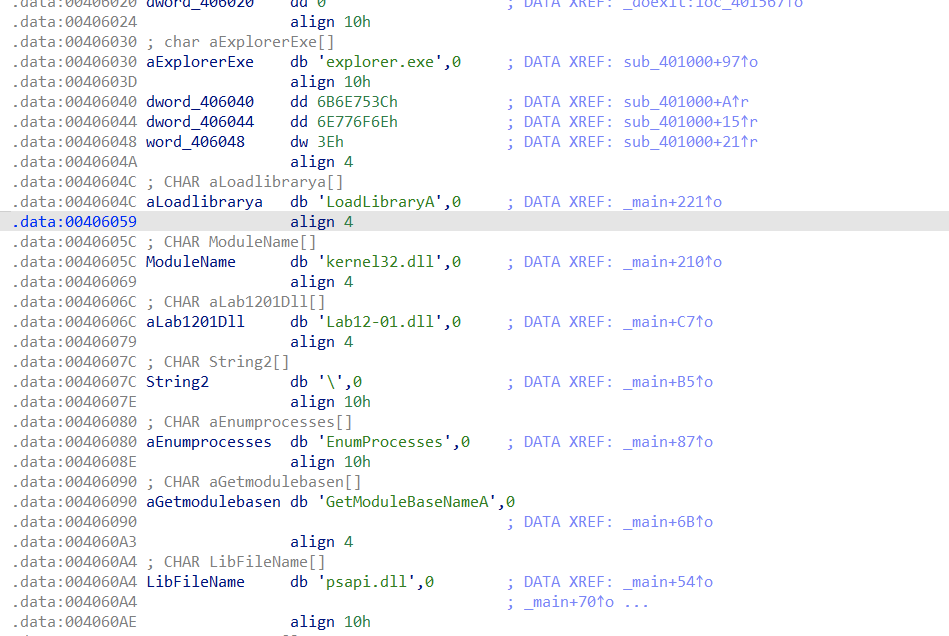 .data:00406020 dword_406020 dd 0 ; DATA XREF: _doexit:loc_401567↑o
.data:00406024 align 10h
.data:00406030 ; char aExplorerExe[]
.data:00406030 aExplorerExe db 'explorer.exe',0 ; DATA XREF: sub_401000+97↑o
.data:0040603D align 10h
.data:00406040 dword_406040 dd 6B6E753Ch ; DATA XREF: sub_401000+A↑r
.data:00406044 dword_406044 dd 6E776F6Eh ; DATA XREF: sub_401000+15↑r
.data:00406048 word_406048 dw 3Eh ; DATA XREF: sub_401000+21↑r
.data:0040604A align 4
.data:0040604C ; CHAR aLoadlibrarya[]
.data:0040604C aLoadlibrarya db 'LoadLibraryA',0 ; DATA XREF: _main+221↑o
.data:00406059 align 4
.data:0040605C ; CHAR ModuleName[]
.data:0040605C ModuleName db 'kernel32.dll',0 ; DATA XREF: _main+210↑o
.data:00406069 align 4
.data:0040606C ; CHAR aLab1201Dll[]
.data:0040606C aLab1201Dll db 'Lab12-01.dll',0 ; DATA XREF: _main+C7↑o
.data:00406079 align 4
.data:0040607C ; CHAR String2[]
.data:0040607C String2 db '\',0 ; DATA XREF: _main+B5↑o
.data:0040607E align 10h
.data:00406080 ; CHAR aEnumprocesses[]
.data:00406080 aEnumprocesses db 'EnumProcesses',0 ; DATA XREF: _main+87↑o
.data:0040608E align 10h
.data:00406090 ; CHAR aGetmodulebasen[]
.data:00406090 aGetmodulebasen db 'GetModuleBaseNameA',0
.data:00406090 ; DATA XREF: _main+6B↑o
.data:004060A3 align 4
.data:004060A4 ; CHAR LibFileName[]
.data:004060A4 LibFileName db 'psapi.dll',0 ; DATA XREF: _main+54↑o
.data:004060A4 ; _main+70↑o ...
.data:004060AE align 10h